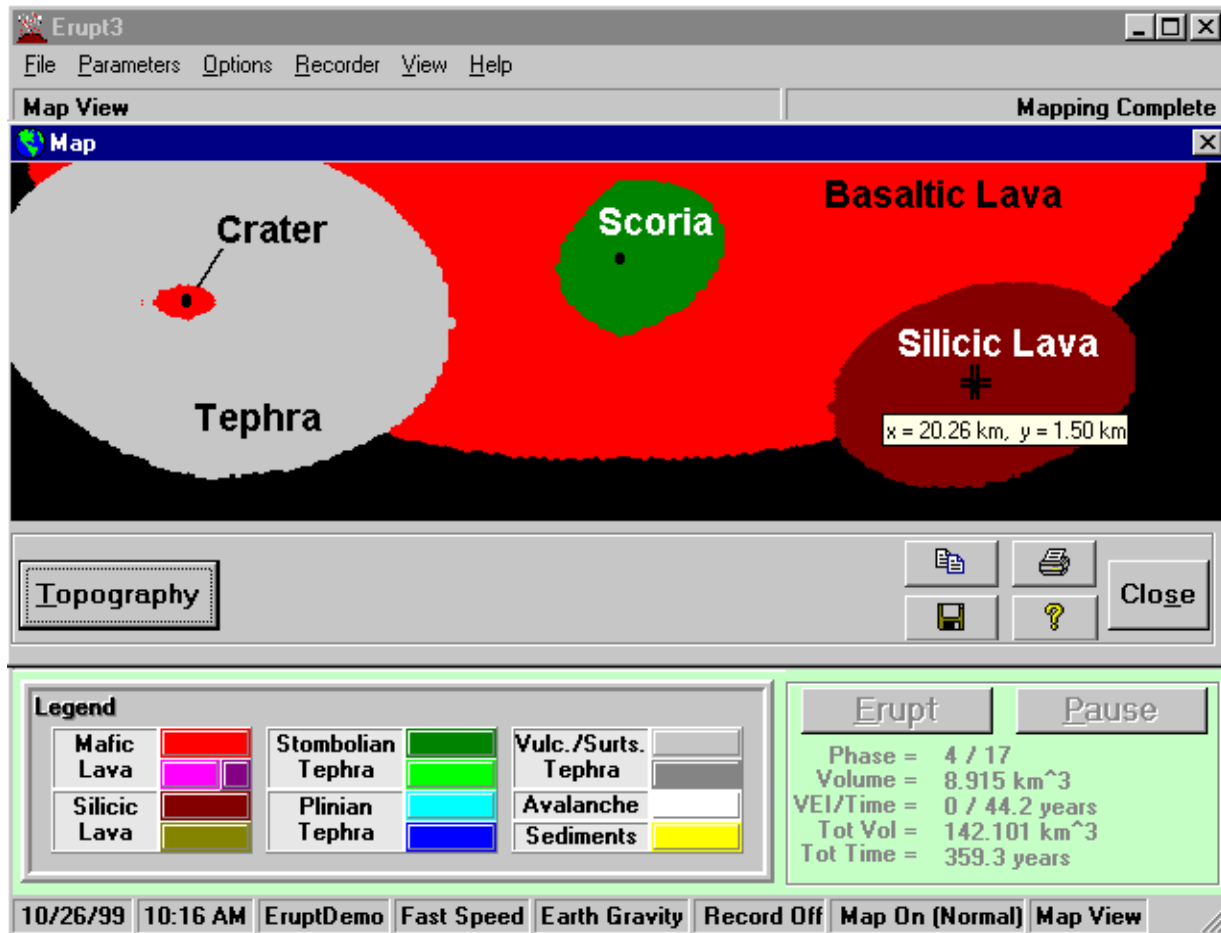 Erupt3
File Parameters Options Recorder View Help
Map View Mapping Complete
Map
Basaltic Lava
Scoria
Crater
Silicic Lava
x = 20.26 km, y = 1.50 km
Tephra
Topography
?
Close
Legend
Mafic Lava
Silicic Lava
Stombolian Tephra
Plinian Tephra
Vulc./Surts. Tephra
Avalanche
Sediments
Erupt Pause
Phase = 4 / 17
Volume = 8.915 km^3
VEI/Time = 0 / 44.2 years
Tot Vol = 142.101 km^3
Tot Time = 359.3 years
10/26/99 10:16 AM EruptDemo Fast Speed Earth Gravity Record Off Map On (Normal) Map View